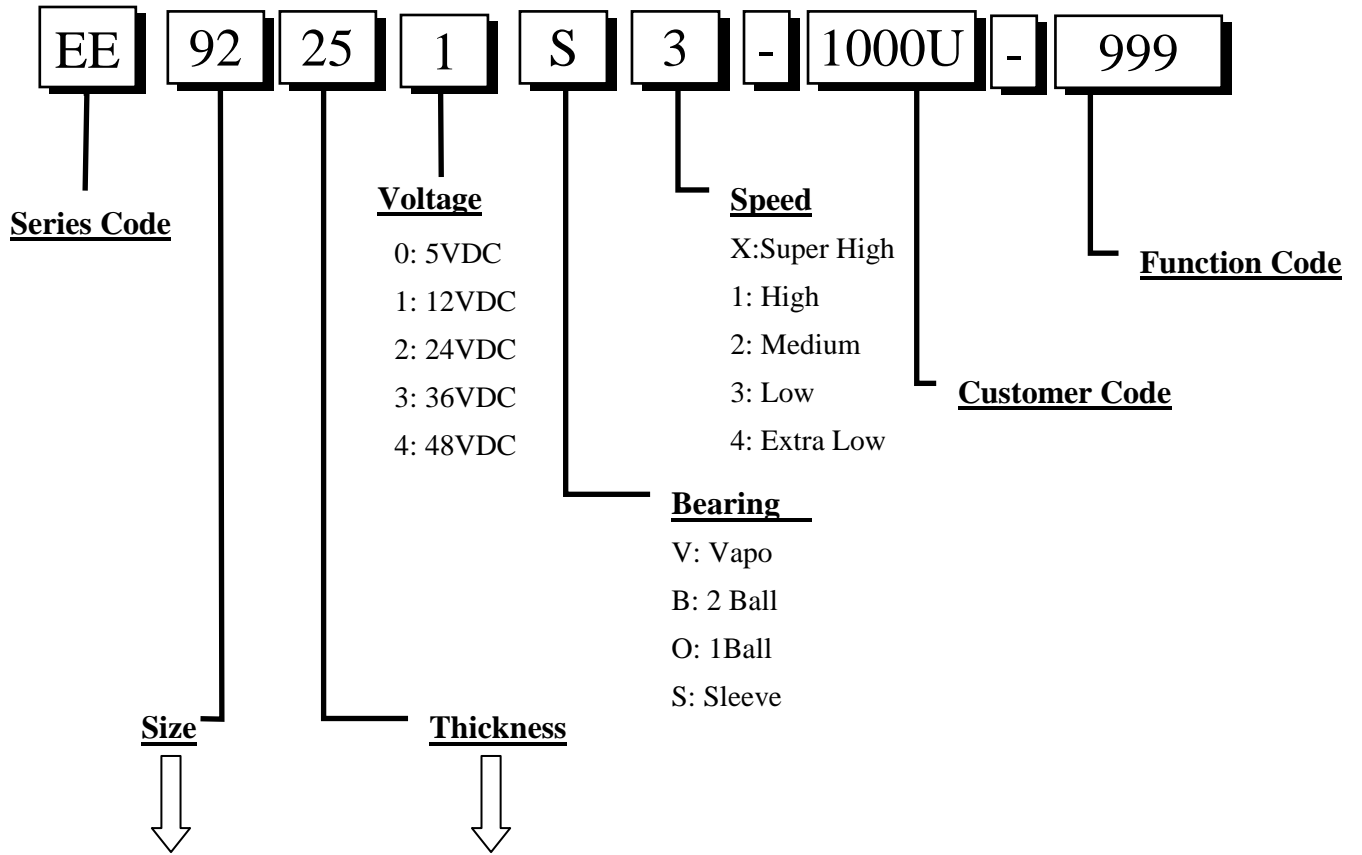 EE 92 25 1 S 3 - 1000U - 999
Series Code
Voltage
0: 5VDC
1: 12VDC
2: 24VDC
3: 36VDC
4: 48VDC
Speed
X:Super High
1: High
2: Medium
3: Low
4: Extra Low
Function Code
Customer Code
Bearing
V: Vapo
B: 2 Ball
O: 1Ball
S: Sleeve
Size
Thickness